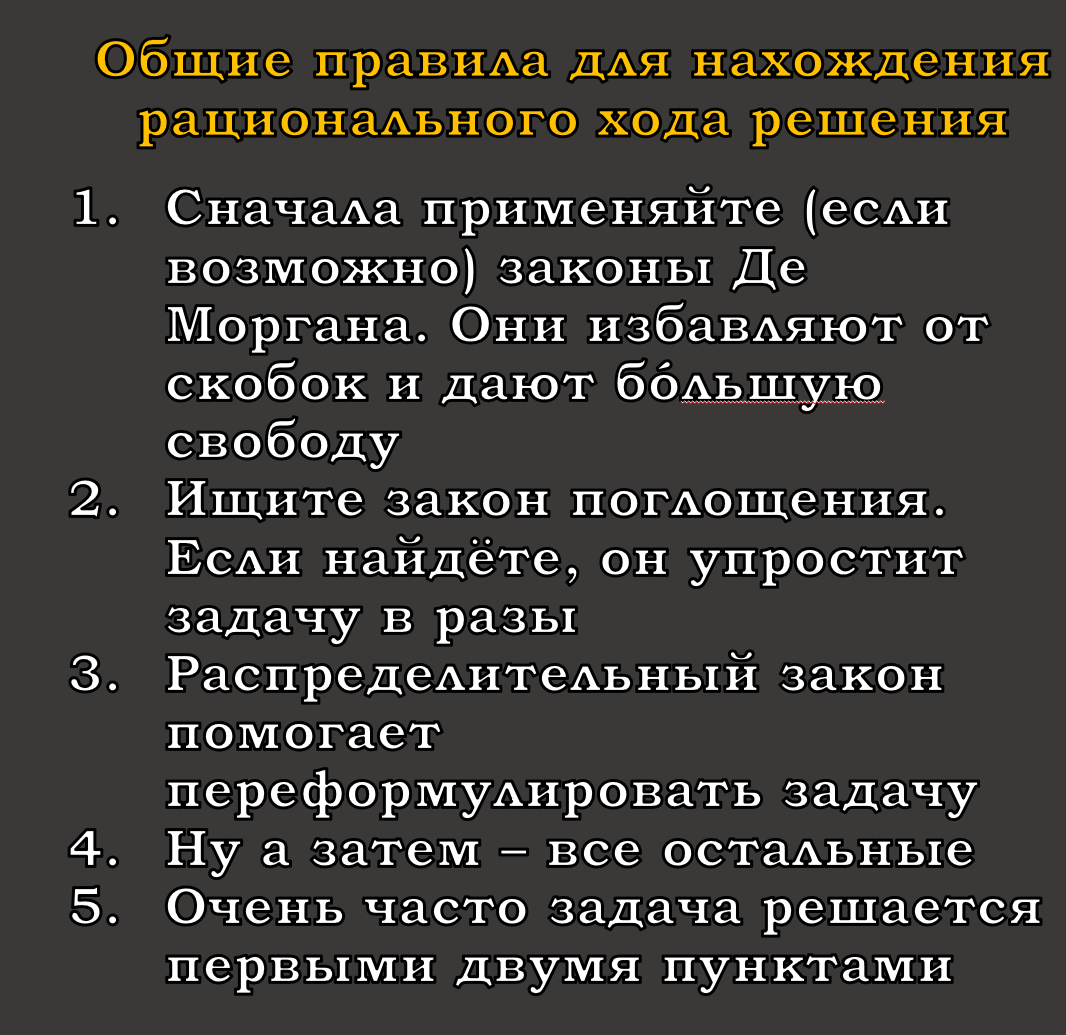 Общие правила для нахождения
рационального хода решения
1. Сначала применяйте (если
возможно) законы Де
Моргана. Они избавляют от
скобок и дают бо́льшую
свободу
2. Ищите закон поглощения.
Если найдёте, он упростит
задачу в разы
3. Распределительный закон
помогает
переформулировать задачу
4. Ну а затем – все остальные
5. Очень часто задача решается
первыми двумя пунктами